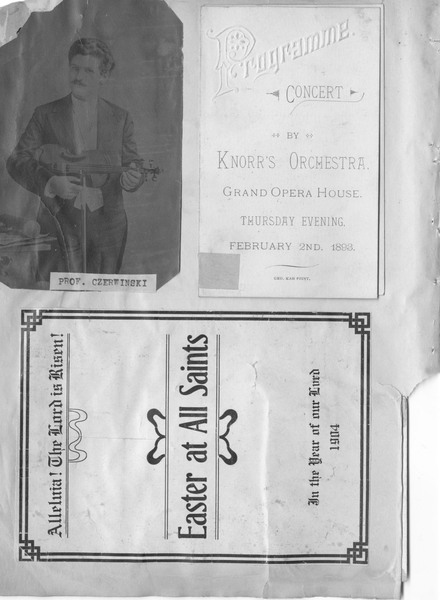 PROF. CZERWINSKI
Programme.
CONCERT
BY
KNORR'S ORCHESTRA.
GRAND OPERA HOUSE.
THURSDAY EVENING.
FEBRUARY 2ND. 1893.
Alleluia! The Lord is Risen!
Easter at All Saints
In the Year of our Lord
1904